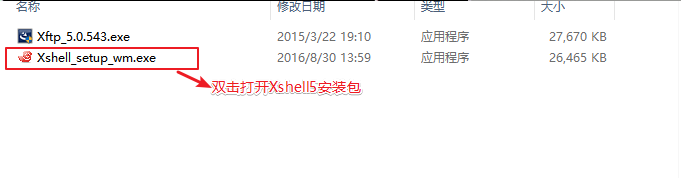 名称 修改日期 类型 大小
Xftp_5.0.543.exe 2015/3/22 19:10 应用程序 27,670 KB
Xshell_setup_wm.exe 2016/8/30 13:59 应用程序 26,465 KB
双击打开Xshell5安装包